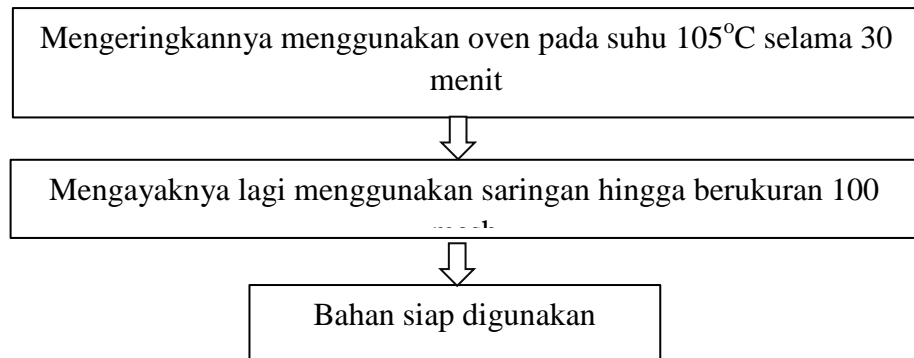 Mengeringkannya menggunakan oven pada suhu 105°C selama 30
menit
Mengayaknya lagi menggunakan saringan hingga berukuran 100
Bahan siap digunakan